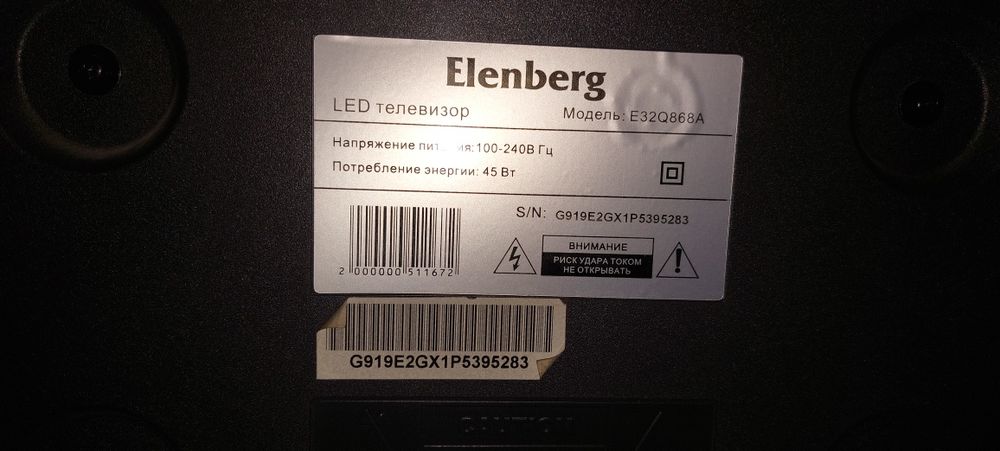 Elenberg
LED телевизор
Модель: E32Q868A
Напряжение :100-240В Гц
Потребление энергии: 45 Вт
S/N: G919E2GX1P5395283
ВНИМАНИЕ
РИСК УДАРА ТОКОМ
НЕ ОТКРЫВАТЬ
2 000000 511672
G919E2GX1P5395283
CAUTION